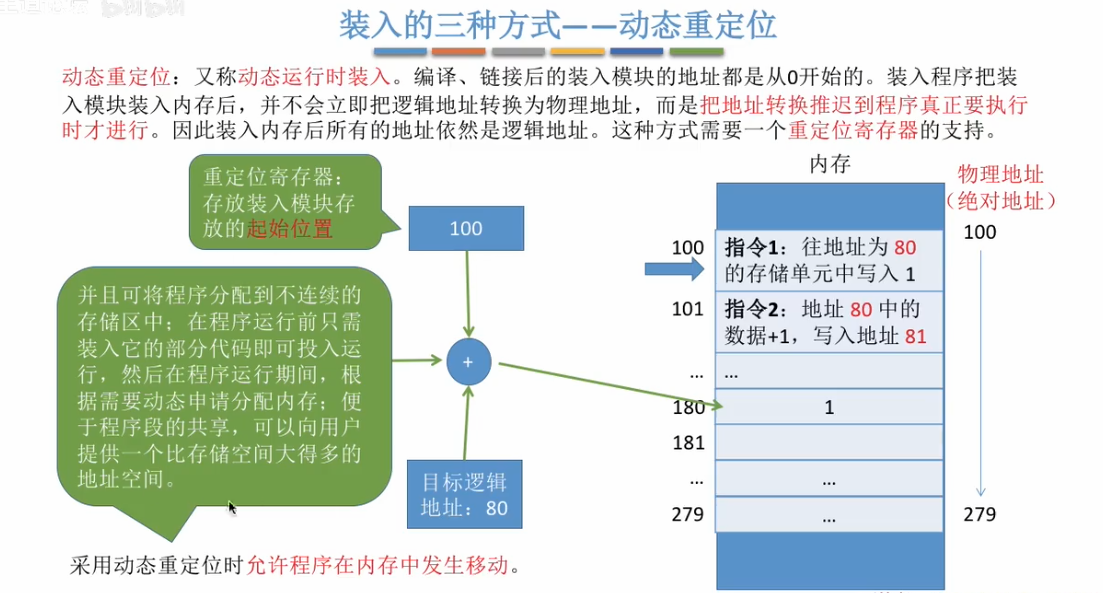 装入的三种方式——动态重定位
动态重定位：又称动态运行时装入。编译、链接后的装入模块的地址都是从0开始的。装入程序把装
入模块装入内存后，并不会立即把逻辑地址转换为物理地址，而是把地址转换推迟到程序真正要执行
时才进行。因此装入内存后所有的地址依然是逻辑地址。这种方式需要一个重定位寄存器的支持。
重定位寄存器：
存放装入模块存
放的起始位置
100
并且可将程序分配到不连续的
存储区中；在程序运行前只需
装入它的部分代码即可投入运
行，然后在程序运行期间，根
据需要动态申请分配内存；便
于程序段的共享，可以向用户
提供一个比存储空间大得多的
地址空间。
+
目标逻辑
地址：80
采用动态重定位时允许程序在内存中发生移动。
内存
100
指令1：往地址为 80
的存储单元中写入 1
101
指令2：地址 80 中的
数据+1，写入地址 81
...
...
180
1
181
...
...
279
...
物理地址
（绝对地址）
100
279